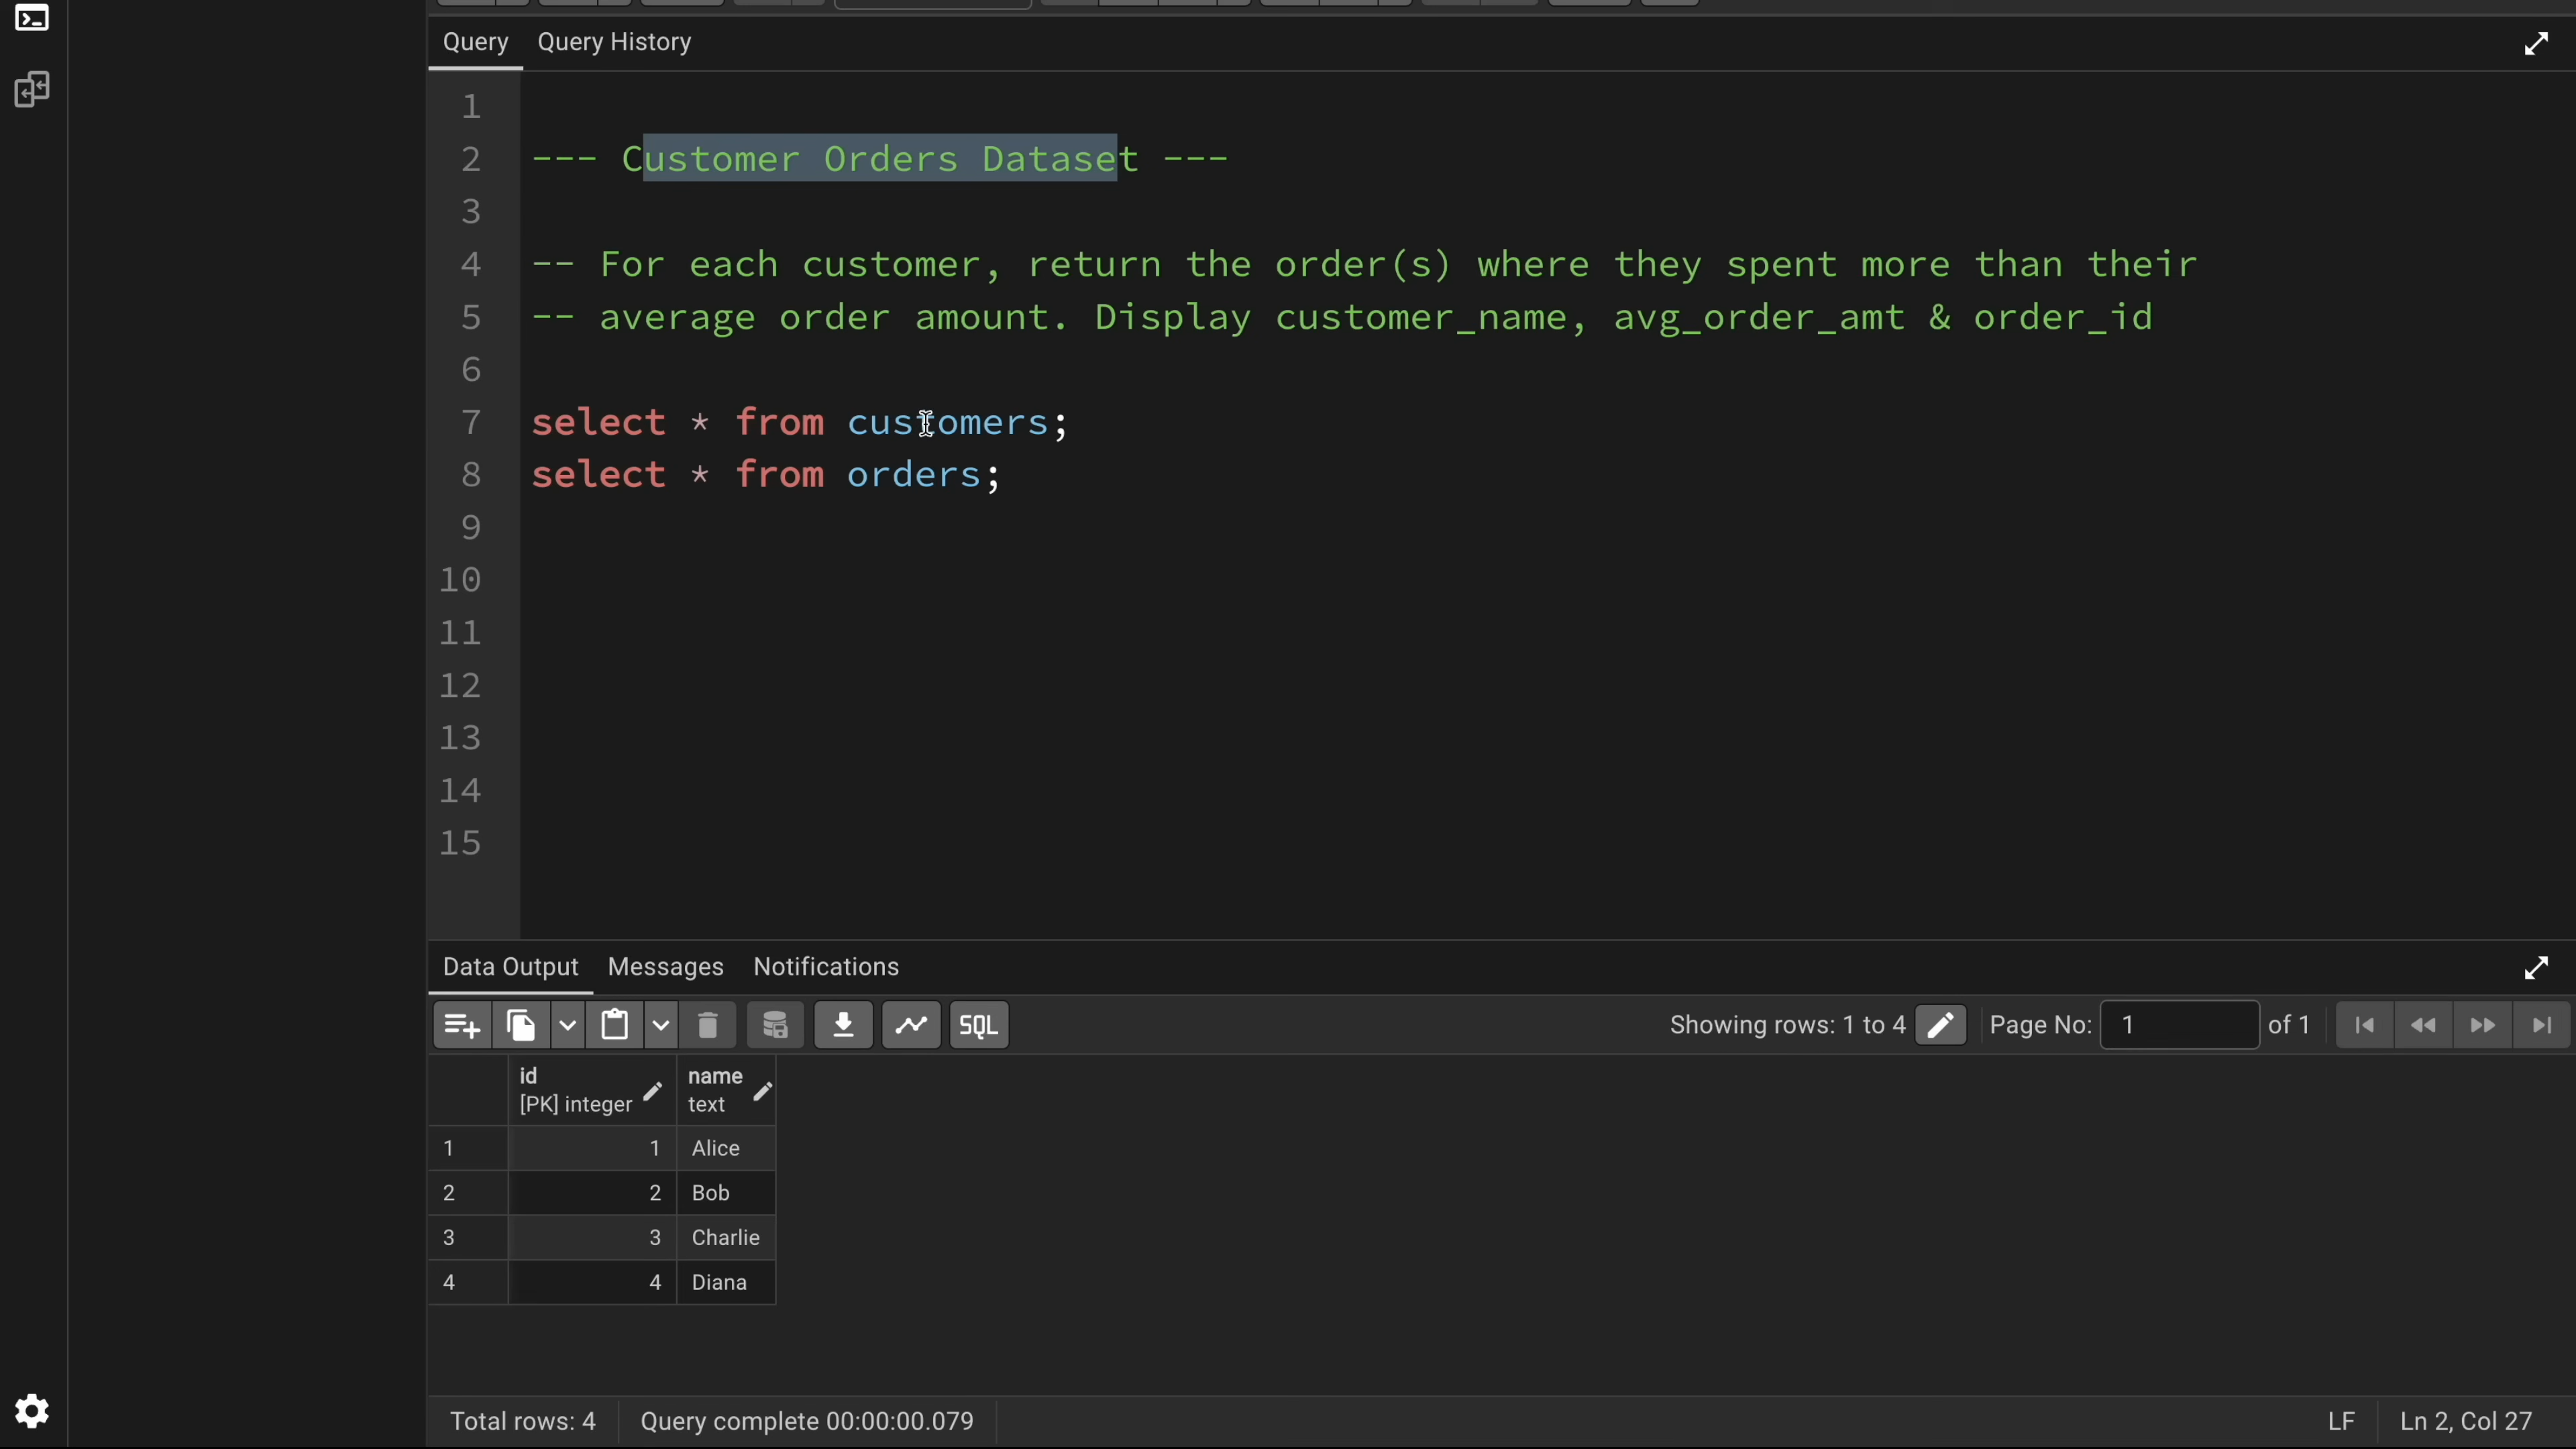 Query Query History
1
2 --- Customer Orders Dataset ---
3
4 -- For each customer, return the order(s) where they spent more than their
5 -- average order amount. Display customer_name, avg_order_amt & order_id
6
7 select * from customers;
8 select * from orders;
9
10
11
12
13
14
15
Data Output Messages Notifications
SQL Showing rows: 1 to 4 Page No: 1 of 1
id name
[PK] integer text
1 1 Alice
2 2 Bob
3 3 Charlie
4 4 Diana
Total rows: 4 Query complete 00:00:00.079 LF Ln 2, Col 27